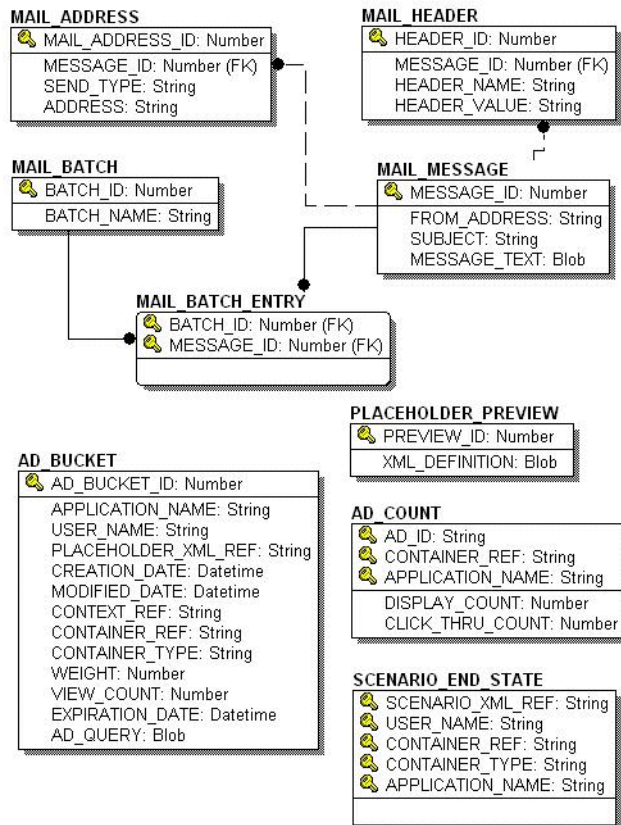 MAIL_ADDRESS
MAIL_ADDRESS_ID: Number
MESSAGE_ID: Number (FK)
SEND_TYPE: String
ADDRESS: String
MAIL_HEADER
HEADER_ID: Number
MESSAGE_ID: Number (FK)
HEADER_NAME: String
HEADER_VALUE: String
MAIL_BATCH
BATCH_ID: Number
BATCH_NAME: String
MAIL_MESSAGE
MESSAGE_ID: Number
FROM_ADDRESS: String
SUBJECT: String
MESSAGE_TEXT: Blob
MAIL_BATCH_ENTRY
BATCH_ID: Number (FK)
MESSAGE_ID: Number (FK)
PLACEHOLDER_PREVIEW
PREVIEW_ID: Number
XML_DEFINITION: Blob
AD_BUCKET
AD_BUCKET_ID: Number
APPLICATION_NAME: String
USER_NAME: String
PLACEHOLDER_XML_REF: String
CREATION_DATE: Datetime
MODIFIED_DATE: Datetime
CONTEXT_REF: String
CONTAINER_REF: String
CONTAINER_TYPE: String
WEIGHT: Number
VIEW_COUNT: Number
EXPIRATION_DATE: Datetime
AD_QUERY: Blob
AD_COUNT
AD_ID: String
CONTAINER_REF: String
APPLICATION_NAME: String
DISPLAY_COUNT: Number
CLICK_THRU_COUNT: Number
SCENARIO_END_STATE
SCENARIO_XML_REF: String
USER_NAME: String
CONTAINER_REF: String
CONTAINER_TYPE: String
APPLICATION_NAME: String